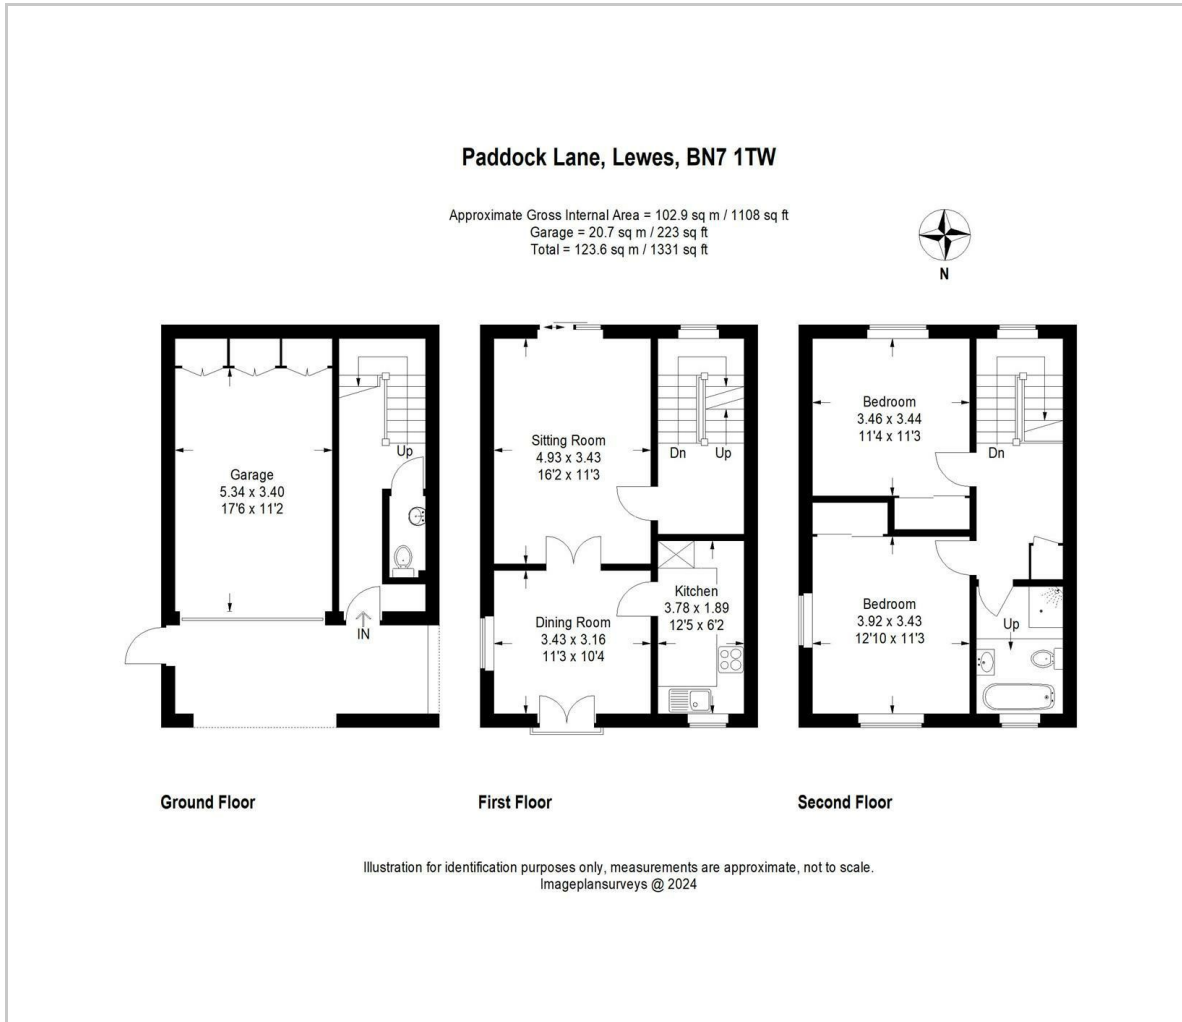 Paddock Lane, Lewes, BN7 1TW
Approximate Gross Internal Area = 102.9 sq m / 1108 sq ft
Garage = 20.7 sq m / 223 sq ft
Total = 123.6 sq m / 1331 sq ft
N
Garage
5.34 x 3.40
17'6 x 11'2
Up
IN
Ground Floor
Sitting Room
4.93 x 3.43
16'2 x 11'3
Dn
Up
Kitchen
3.78 x 1.89
12'5 x 6'2
Dining Room
3.43 x 3.16
11'3 x 10'4
First Floor
Bedroom
3.46 x 3.44
11'4 x 11'3
Dn
Bedroom
3.92 x 3.43
12'10 x 11'3
Up
Second Floor
Illustration for identification purposes only, measurements are approximate, not to scale.
Imageplansurveys @ 2024